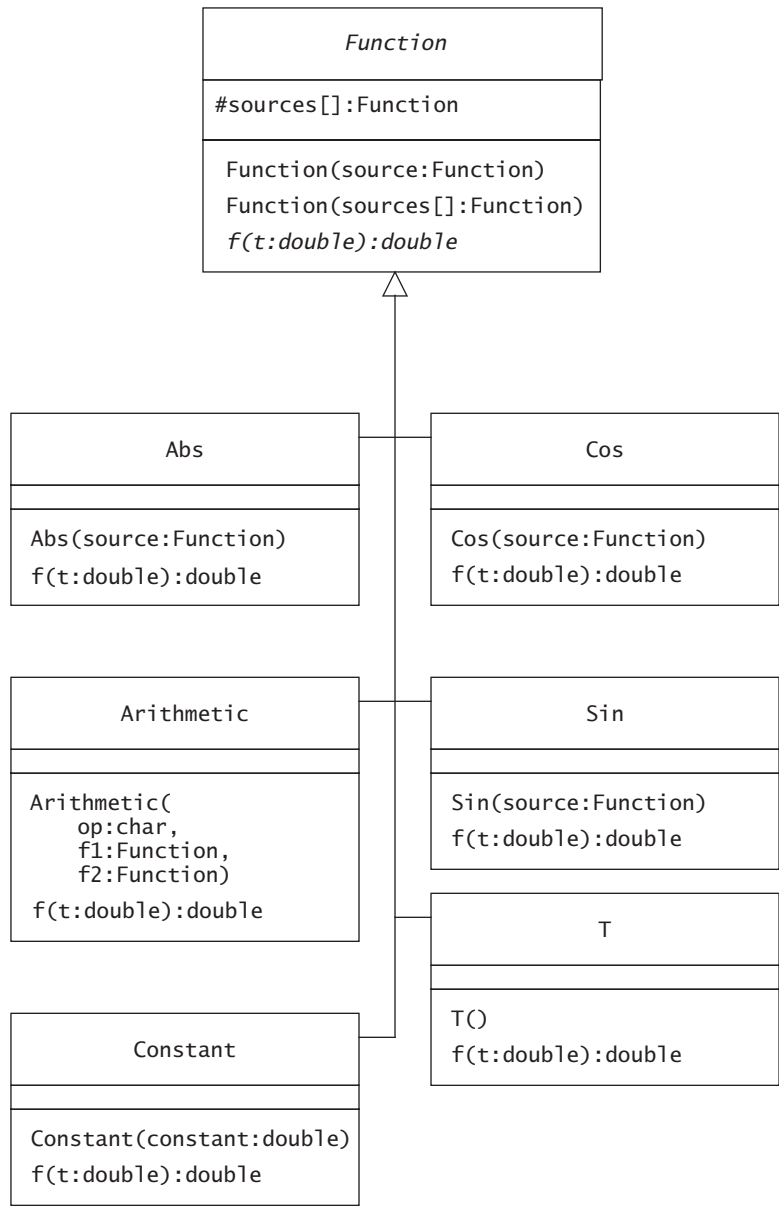 Function
#sources[]:Function
Function(source:Function)
Function(sources[]:Function)
f(t:double):double
Abs
Abs(source:Function)
f(t:double):double
Cos
Cos(source:Function)
f(t:double):double
Arithmetic
Arithmetic(
op:char,
f1:Function,
f2:Function)
f(t:double):double
Sin
Sin(source:Function)
f(t:double):double
T
T()
f(t:double):double
Constant
Constant(constant:double)
f(t:double):double